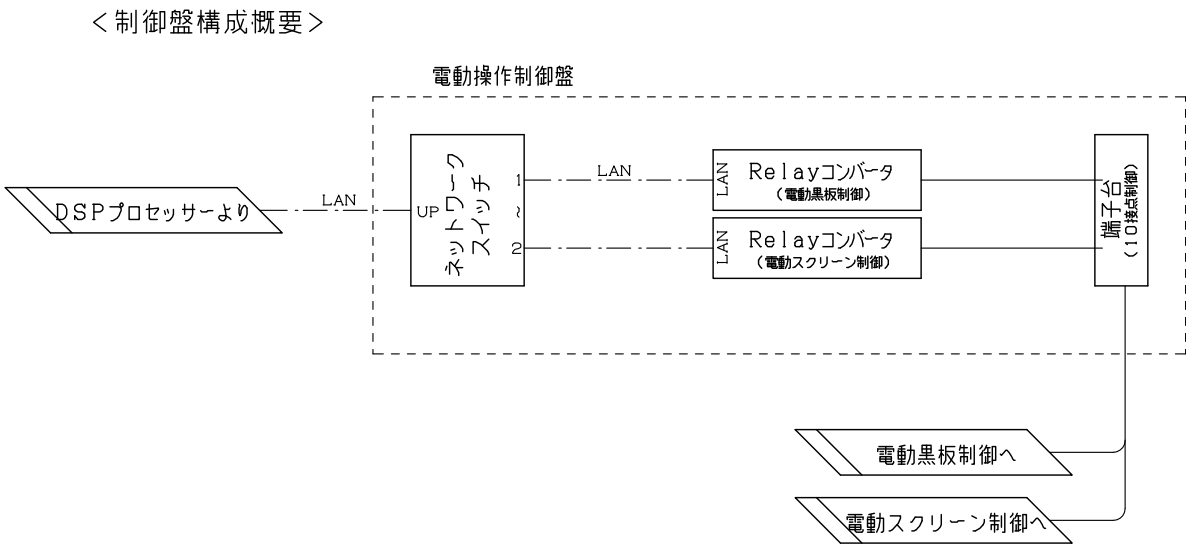 ＜制御盤構成概要＞
電動操作制御盤
DSPプロセッサーより
LAN
UP
ネットワーク
スイッチ
1
～
2
LAN
LAN
Relayコンバータ
（電動黒板制御）
LAN
Relayコンバータ
（電動スクリーン制御）
端子台
（10接点制御）
電動黒板制御へ
電動スクリーン制御へ